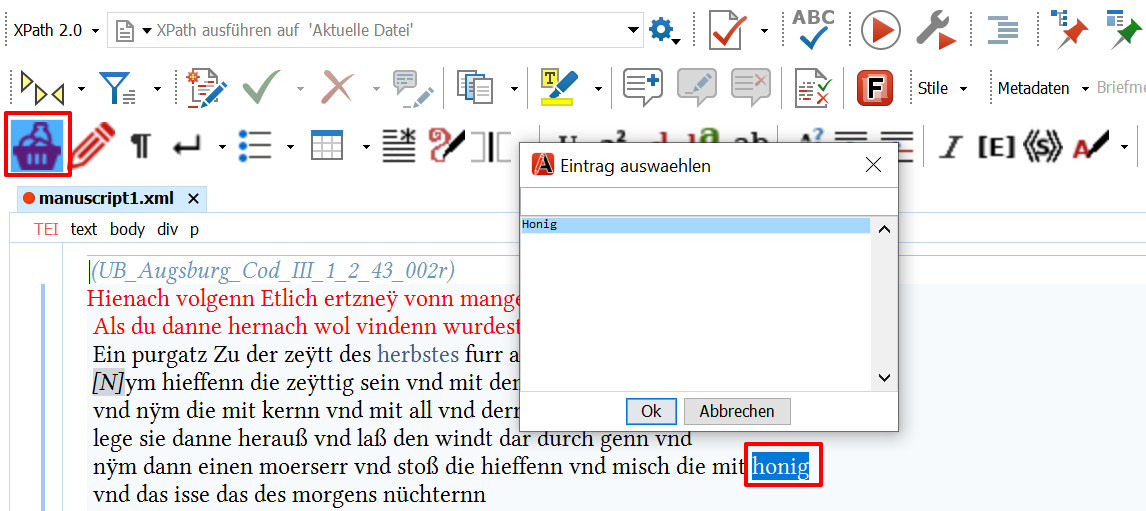 XPath 2.0
XPath ausführen auf 'Aktuelle Datei'
ABC
T
F
Stile
Metadaten
Briefme
¶
I
[E]
S
A
manuscript1.xml
TEI text body div p
Eintrag auswaehlen
Honig
Ok
Abbrechen
(UB_Augsburg_Cod_III_1_2_43_002r)
Hienach volgenn Etlich ertzneÿ vonn mange
Als du danne hernach wol vindenn wurdest
Ein purgatz Zu der zeÿtt des herbstes furr a
[N]ym hieffenn die zeÿttig sein vnd mit den
vnd nÿm die mit kernn vnd mit all vnd dern
lege sie danne herauß vnd laß den windt dar durch genn vnd
nÿm dann einen moerserr vnd stoß die hieffenn vnd misch die mit honig
vnd das isse das des morgens nüchternn